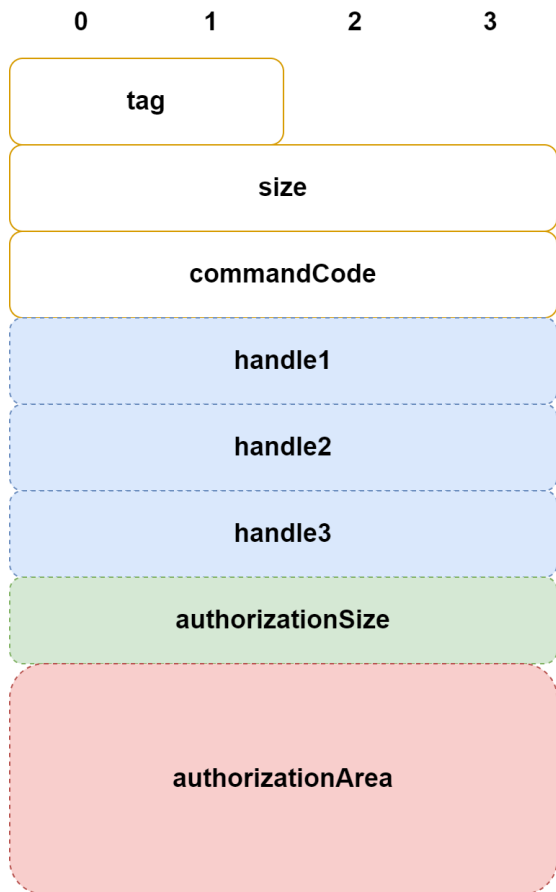 0 1 2 3
tag
size
commandCode
handle1
handle2
handle3
authorizationSize
authorizationArea